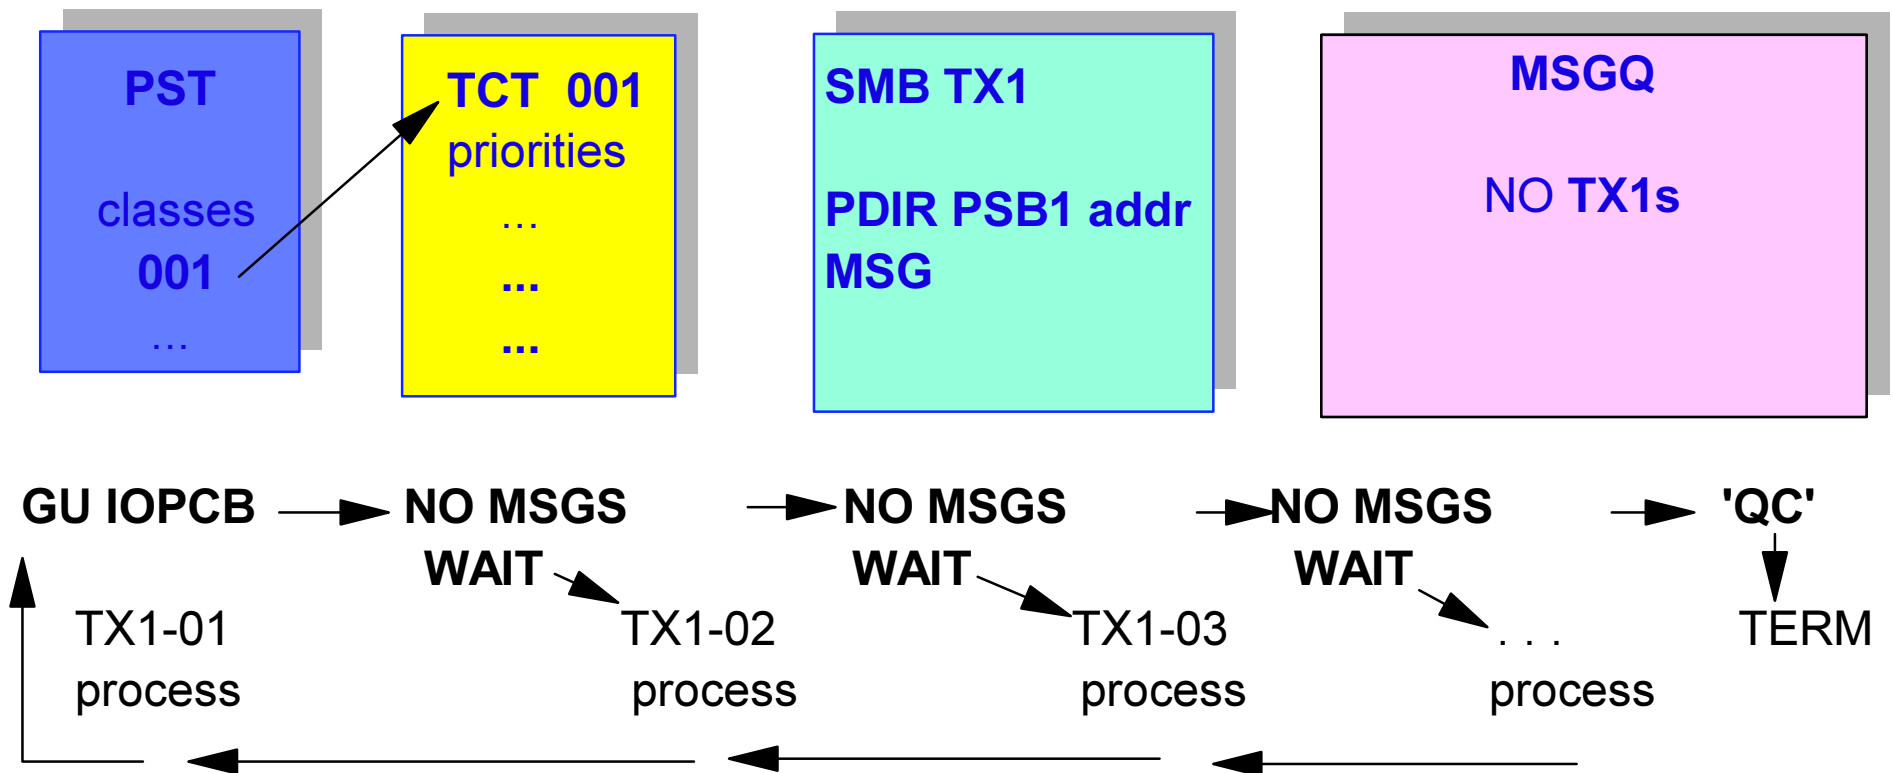 PST
classes
001
...
TCT 001
priorities
...
...
...
SMB TX1
PDIR PSB1 addr
MSG
MSGQ
NO TX1s
GU IOPCB
NO MSGS
WAIT
NO MSGS
WAIT
NO MSGS
WAIT
'QC'
TX1-01
process
TX1-02
process
TX1-03
process
. . .
process
TERM